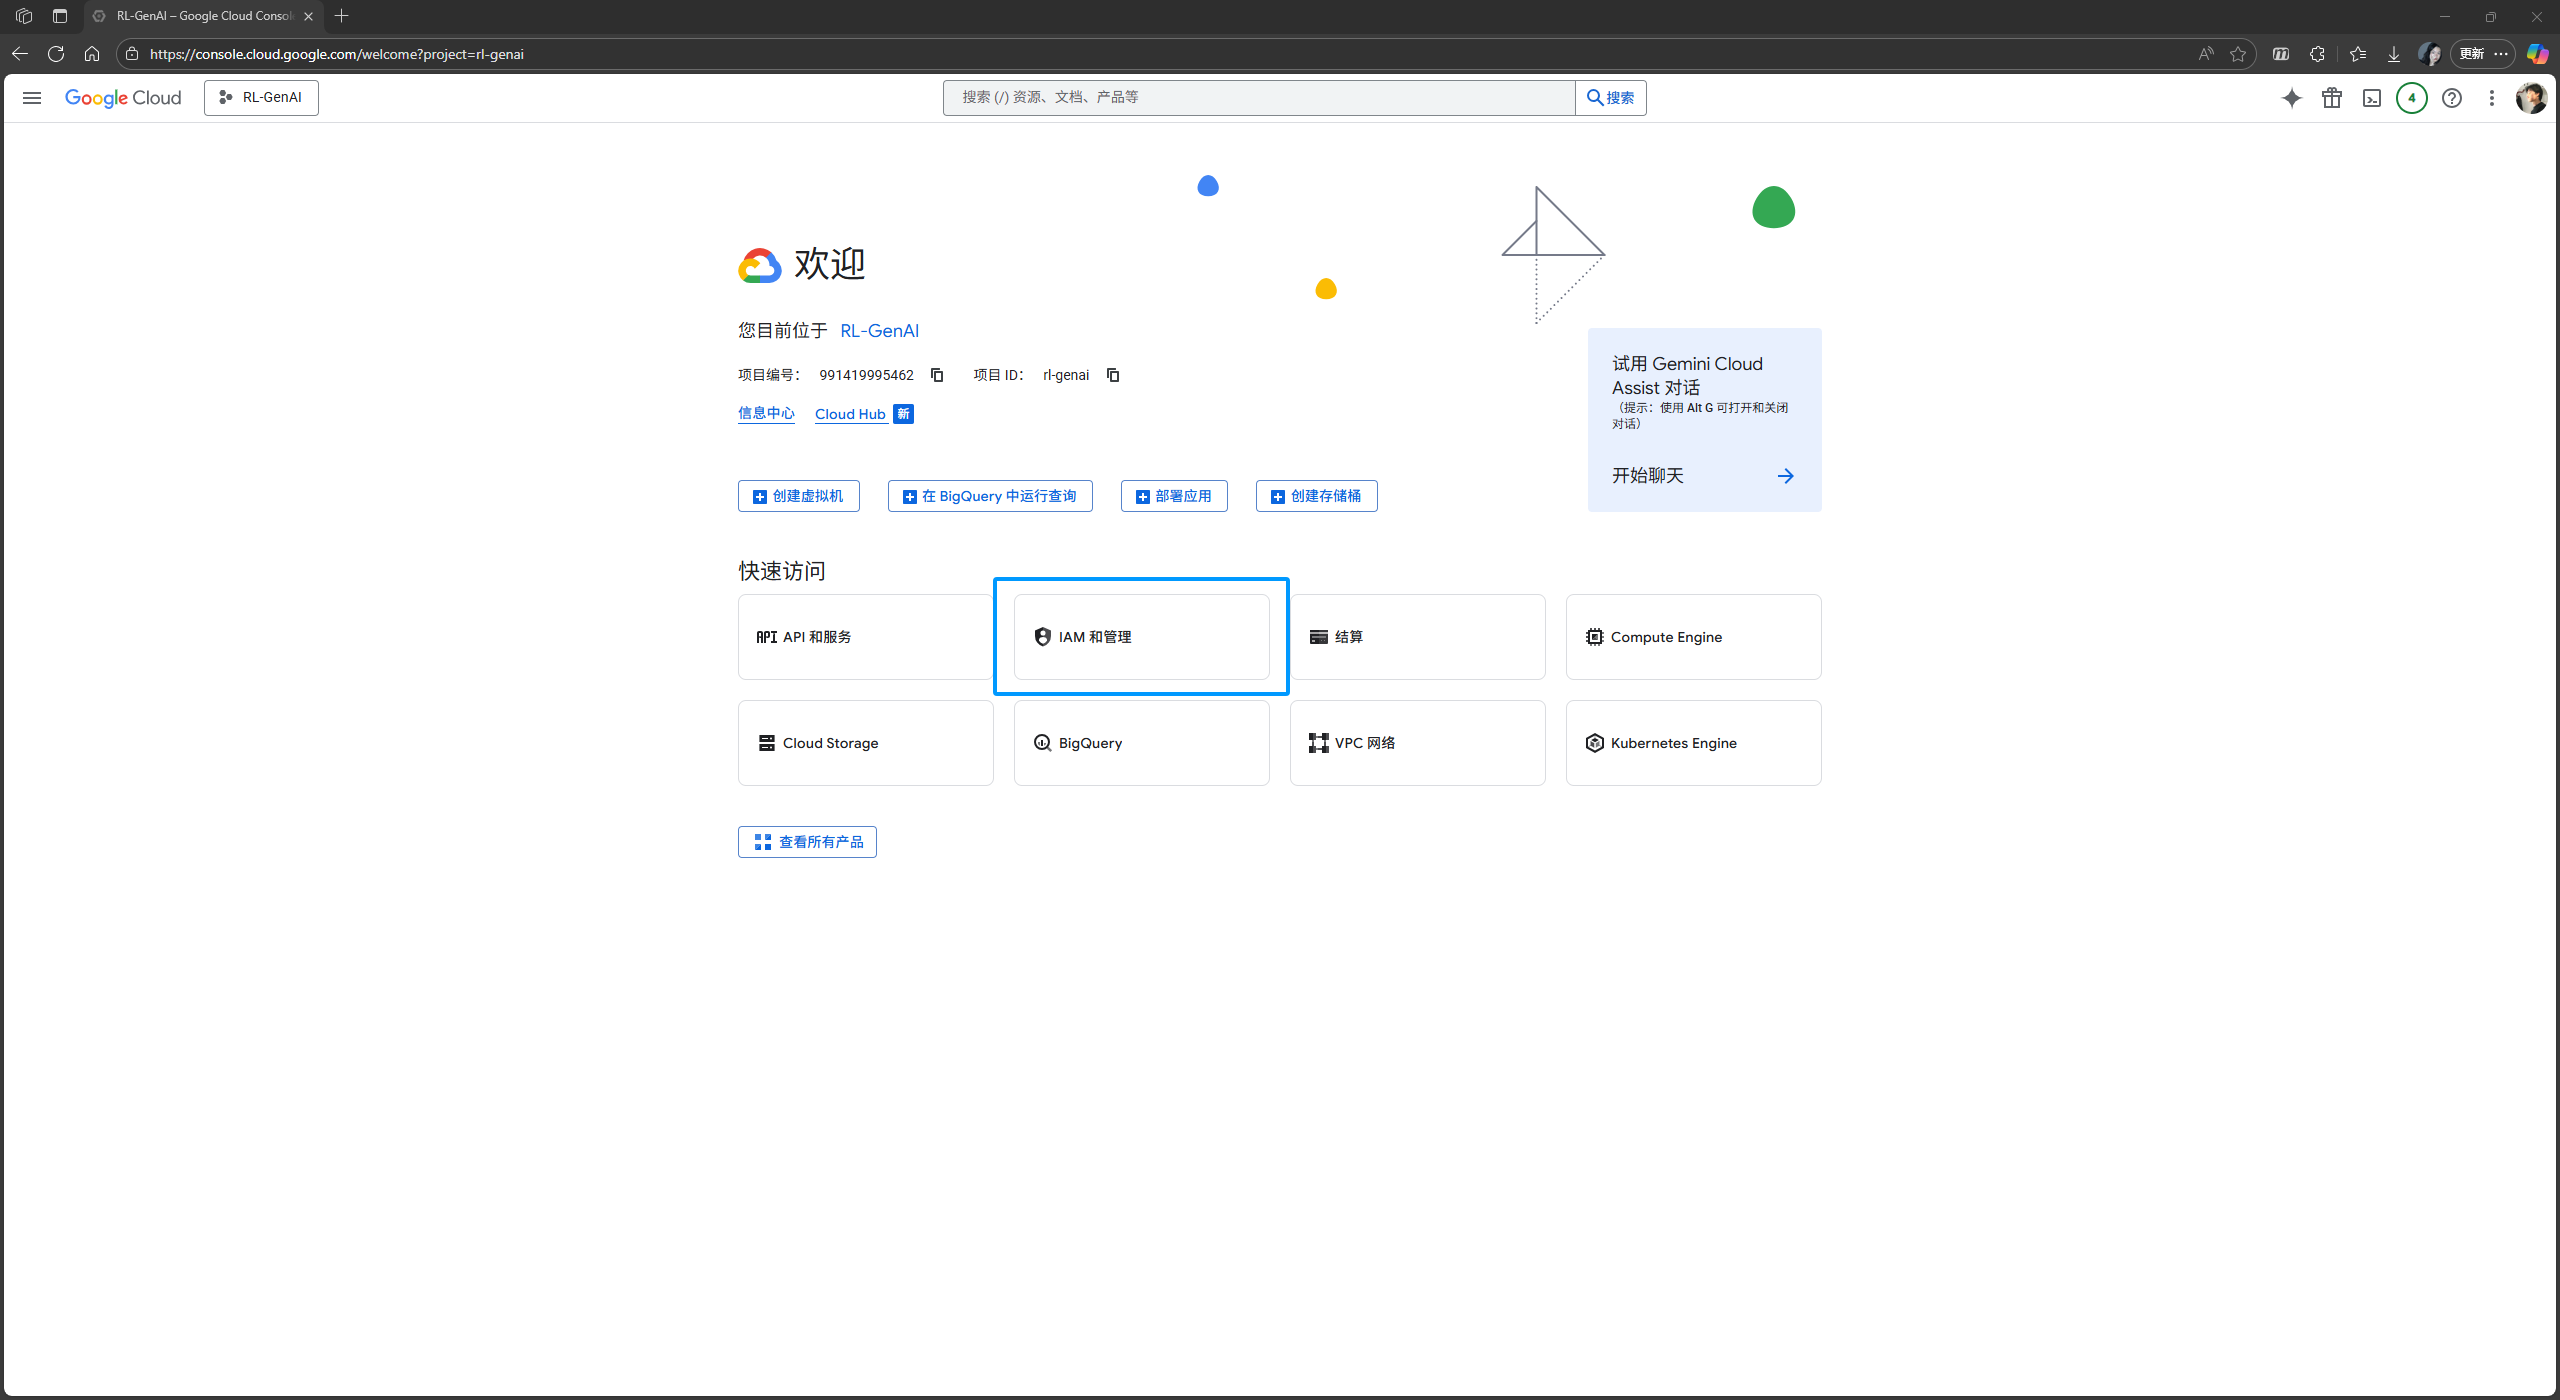 RL-GenAI – Google Cloud Consol
https://console.cloud.google.com/welcome?project=rl-genai
更新
Google Cloud
RL-GenAI
搜索 (/) 资源、文档、产品等
搜索
4
欢迎
您目前位于 RL-GenAI
项目编号： 991419995462 项目 ID： rl-genai
信息中心 Cloud Hub 新
试用 Gemini Cloud
Assist 对话
（提示：使用 Alt G 可打开和关闭
对话）
开始聊天
创建虚拟机
在 BigQuery 中运行查询
部署应用
创建存储桶
快速访问
API API 和服务
IAM 和管理
结算
Compute Engine
Cloud Storage
BigQuery
VPC 网络
Kubernetes Engine
查看所有产品